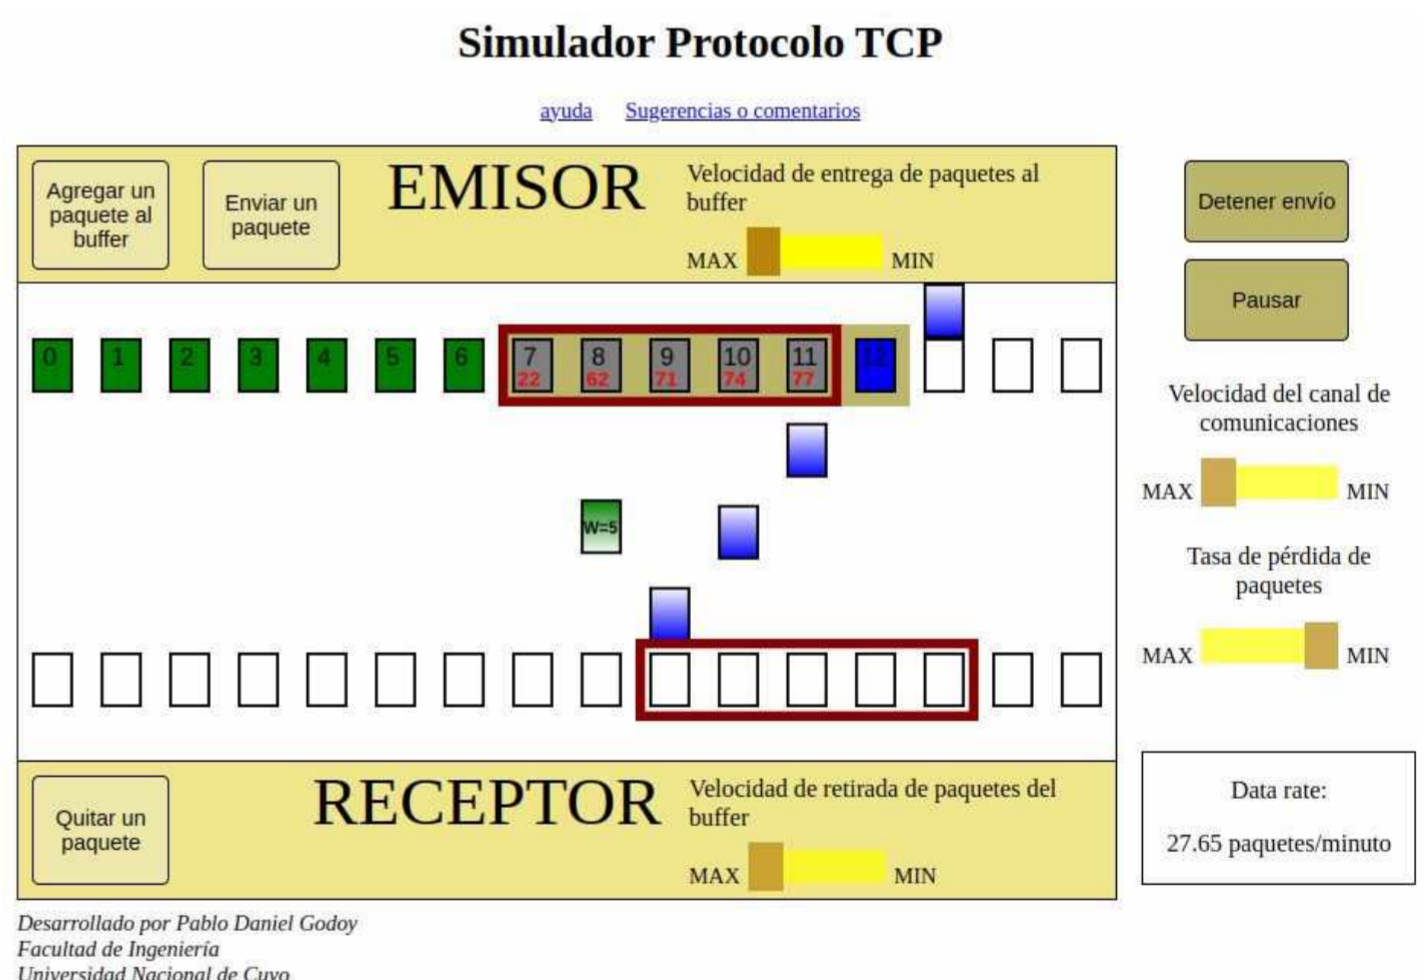 Simulador Protocolo TCP
ayuda Sugerencias o comentarios
Agregar un
paquete al
buffer
Enviar un
paquete
EMISOR
Velocidad de entrega de paquetes al
buffer
MAX MIN
Detener envío
Pausar
0 1 2 3 4 5 6 7 8 9 10 11 12
22 62 71 74 77
W=5
Velocidad del canal de
comunicaciones
MAX MIN
Tasa de pérdida de
paquetes
MAX MIN
Quitar un
paquete
RECEPTOR
Velocidad de retirada de paquetes del
buffer
MAX MIN
Data rate:
27.65 paquetes/minuto
Desarrollado por Pablo Daniel Godoy
Facultad de Ingeniería
Universidad Nacional de Cuyo